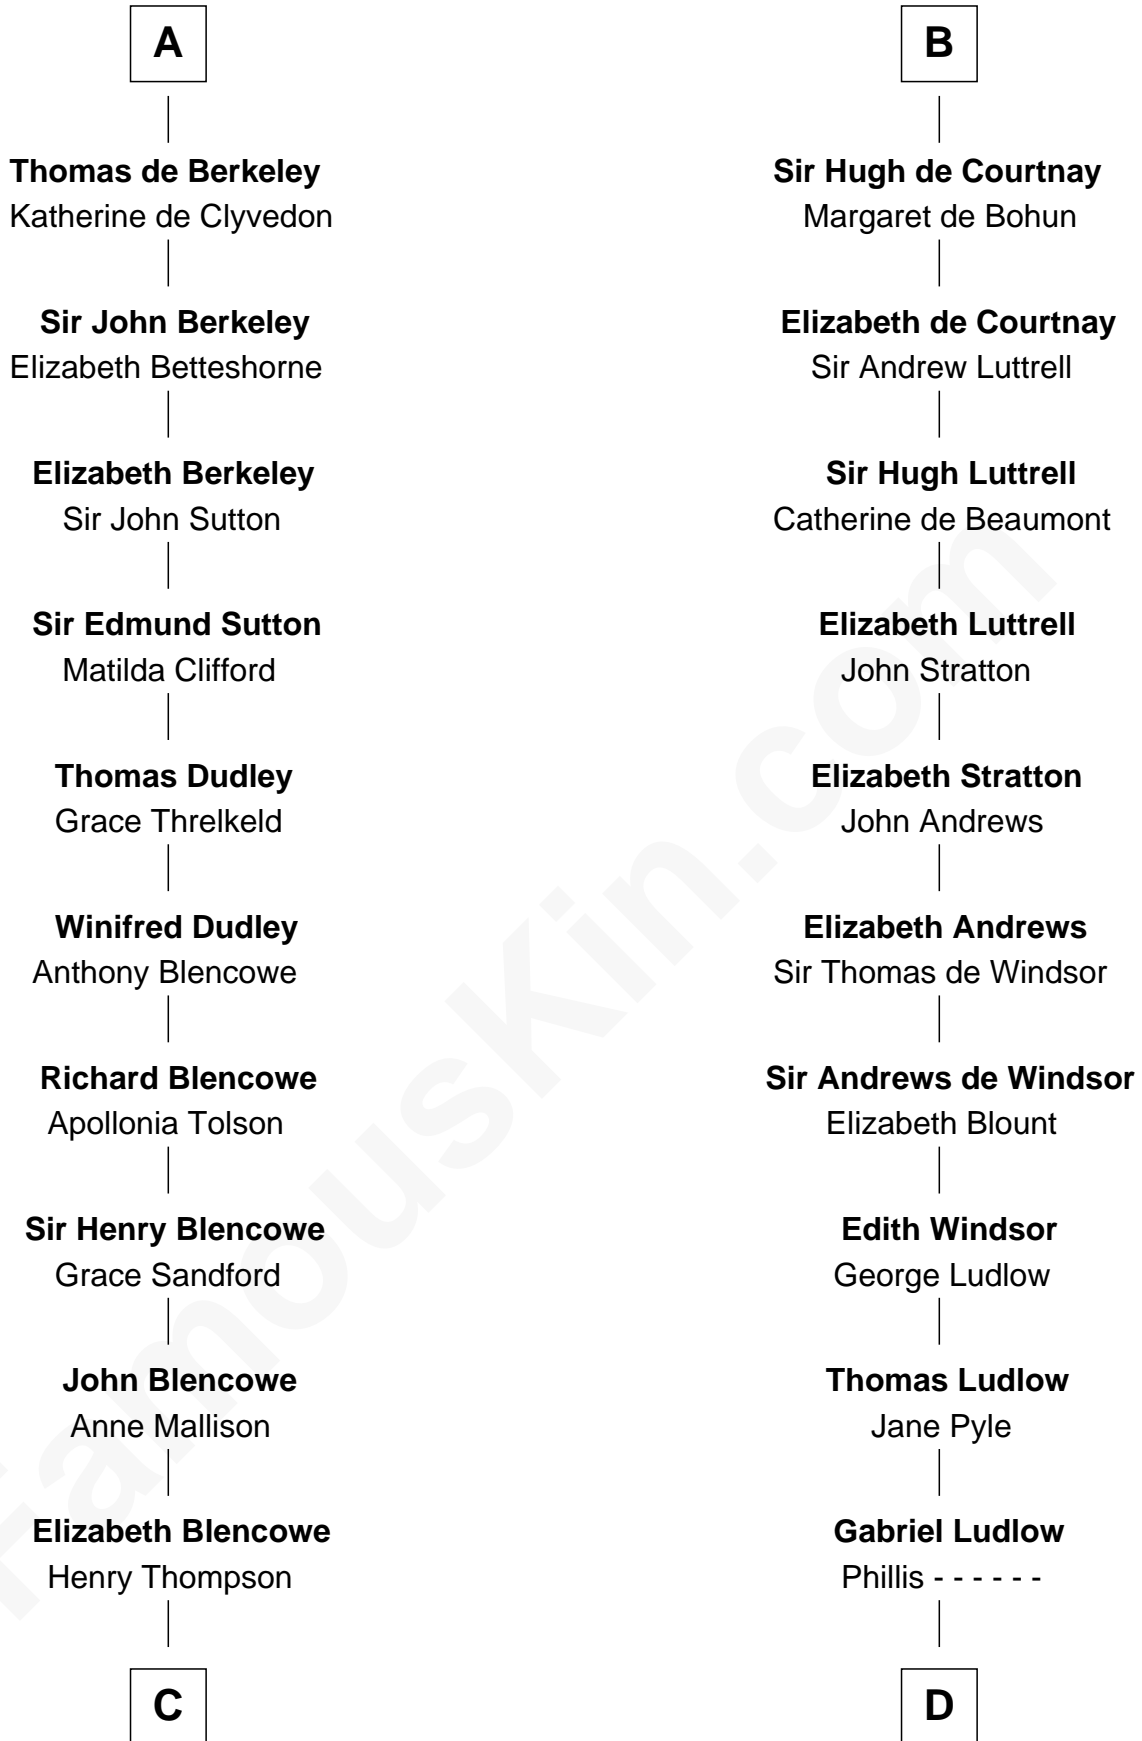 A
Thomas de Berkeley
Katherine de Clyvedon
Sir John Berkeley
Elizabeth Betteshorne
Elizabeth Berkeley
Sir John Sutton
Sir Edmund Sutton
Matilda Clifford
Thomas Dudley
Grace Threlkeld
Winifred Dudley
Anthony Blencowe
Richard Blencowe
Apollonia Tolson
Sir Henry Blencowe
Grace Sandford
John Blencowe
Anne Mallison
Elizabeth Blencowe
Henry Thompson
C
B
Sir Hugh de Courtnay
Margaret de Bohun
Elizabeth de Courtnay
Sir Andrew Luttrell
Sir Hugh Luttrell
Catherine de Beaumont
Elizabeth Luttrell
John Stratton
Elizabeth Stratton
John Andrews
Elizabeth Andrews
Sir Thomas de Windsor
Sir Andrews de Windsor
Elizabeth Blount
Edith Windsor
George Ludlow
Thomas Ludlow
Jane Pyle
Gabriel Ludlow
Phillis - - - - - -
D
FamousKin.com